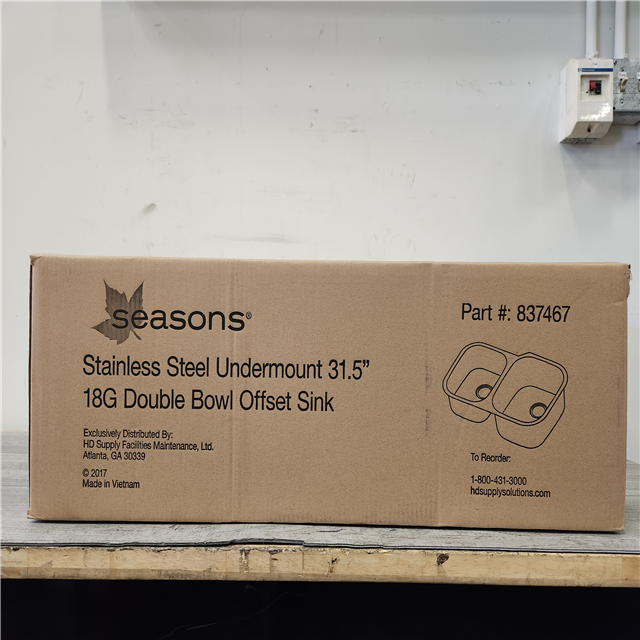 seasons®
Stainless Steel Undermount 31.5"
18G Double Bowl Offset Sink
Exclusively Distributed By:
HD Supply Facilities Maintenance, Ltd.
Atlanta, GA 30339
© 2017
Made in Vietnam
Part #: 837467
To Reorder:
1-800-431-3000
hdsupplysolutions.com